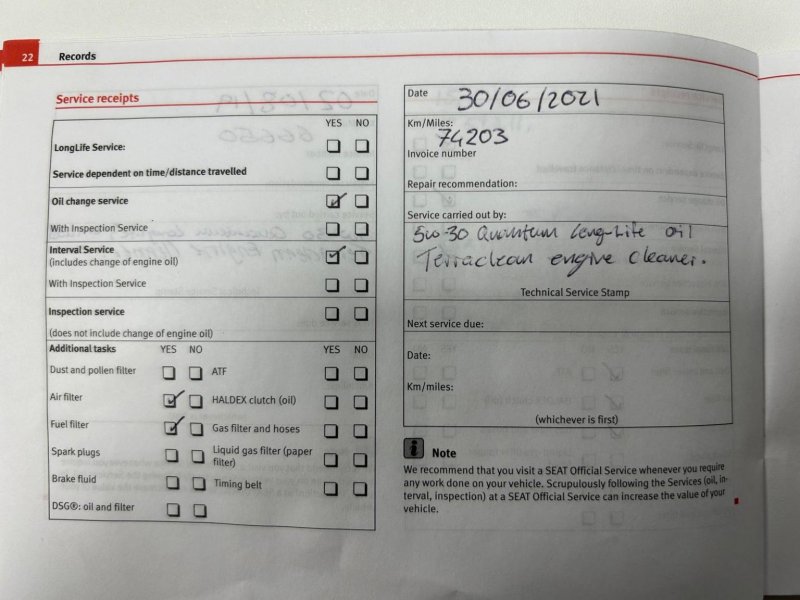 22 Records
Service receipts
YES NO
LongLife Service:
Service dependent on time/distance travelled
Oil change service
With Inspection Service
Interval Service
(includes change of engine oil)
With Inspection Service
Inspection service
(does not include change of engine oil)
Additional tasks YES NO YES NO
Dust and pollen filter ATF
Air filter HALDEX clutch (oil)
Fuel filter Gas filter and hoses
Spark plugs Liquid gas filter (paper
filter)
Brake fluid Timing belt
DSG®: oil and filter
Date 30/06/2021
Km/Miles: 74203
Invoice number
Repair recommendation:
Service carried out by:
5w-30 Quantum Long-Life oil
Terraclean engine cleaner.
Technical Service Stamp
Next service due:
Date:
Km/miles:
(whichever is first)
i Note
We recommend that you visit a SEAT Official Service whenever you require
any work done on your vehicle. Scrupulously following the Services (oil, in-
terval, inspection) at a SEAT Official Service can increase the value of your
vehicle.